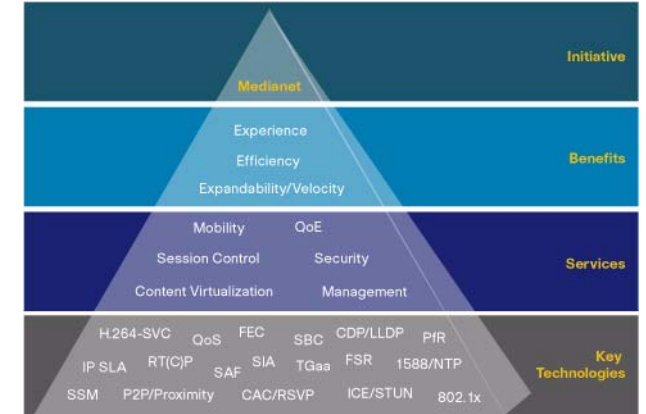 Initiative
Medianet
Experience
Efficiency
Expandability/Velocity
Benefits
Mobility QoE
Session Control Security
Content Virtualization Management
Services
H.264-SVC QoS FEC SBC CDP/LLDP PfR
IP SLA RT(C)P SAF SIA TGaa FSR 1588/NTP
SSM P2P/Proximity CAC/RSVP ICE/STUN 802.1x
Key
Technologies